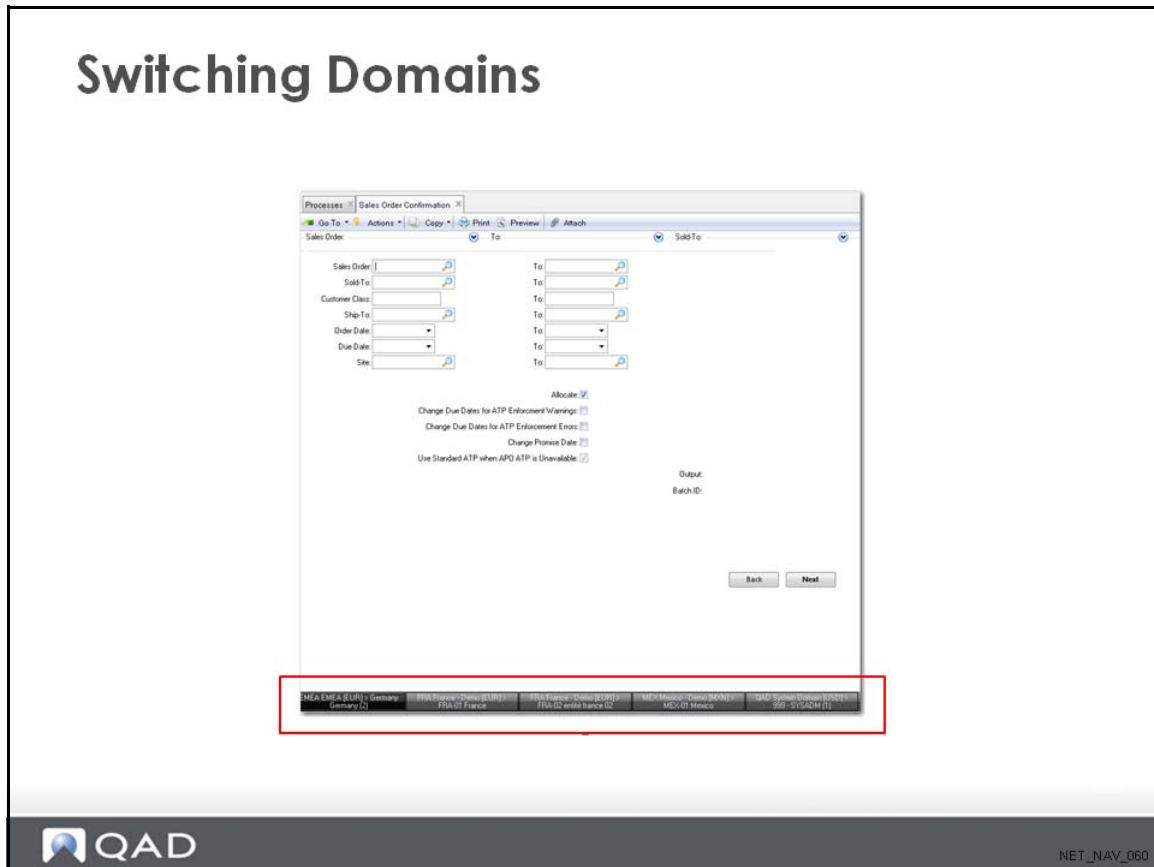 Switching Domains
Processes Sales Order Confirmation
Go To Actions Copy Print Preview Attach
Sales Order: To: Sold-To:
Sales Order: To:
Sold-To: To:
Customer Class: To:
Ship-To: To:
Order Date: To:
Due Date: To:
Site: To:
Allocate:
Change Due Dates for ATP Enforcment Warnings:
Change Due Dates for ATP Enforcement Errors:
Change Promise Date:
Use Standard ATP when APO ATP is Unavailable:
Output:
Batch ID:
Back Next
EMEA EMEA [EUR] > Germany FRA France - Demo [EUR] > FRA France - Demo [EUR] > MEX Mexico - Demo [MXN] > QAD System Domain [USD] >
Germany (2) FRA-01 France FRA-02 entité france 02 MEX-01 Mexico 999 - SYSADM (1)
QAD
NET_NAV_060